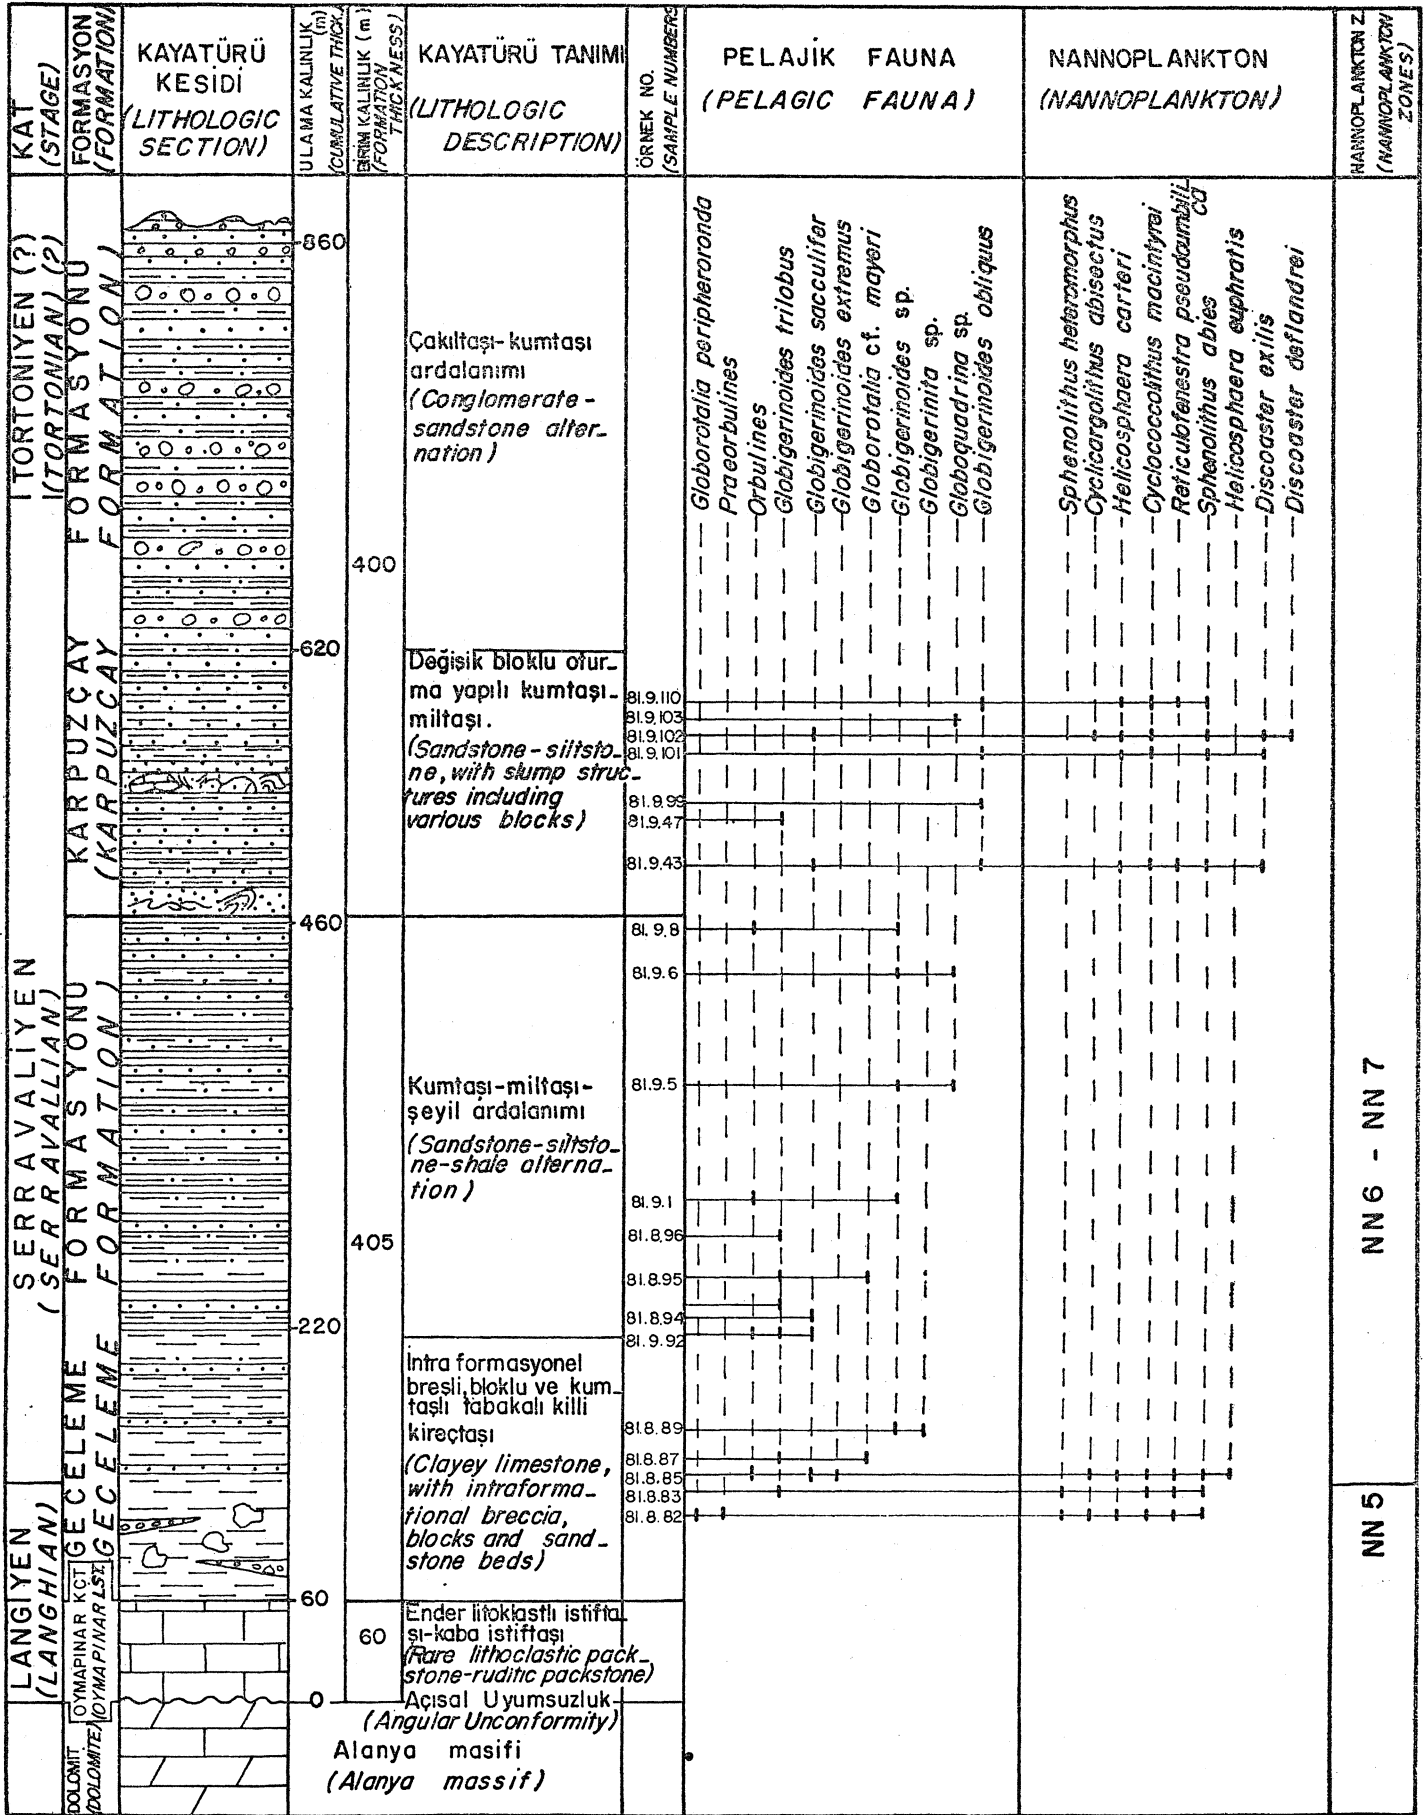 KAT
(STAGE)
FORMASYON
(FORMATION)
KAYATÜRÜ
KESİDİ
(LITHOLOGIC
SECTION)
ULAMA KALINLIK (m)
(CUMULATIVE THICK.)
BİRİM KALINLIK (m)
(FORMATION
THICKNESS)
KAYATÜRÜ TANIMI
(LITHOLOGIC
DESCRIPTION)
ÖRNEK NO.
(SAMPLE NUMBERS)
PELAJİK FAUNA
(PELAGIC FAUNA)
NANNOPLANKTON
(NANNOPLANKTON)
NANNOPLANKTON Z.
(NANNOPLANKTON
ZONES)
TORTONİYEN (?)
(TORTONIAN) (?)
SERRAVALİYEN
(SERRAVALLIAN)
LANGİYEN
(LANGHIAN)
KARPUZÇAY FORMASYONU
(KARPUZÇAY FORMATION)
GECELEME FORMASYONU
GECELEME FORMATION)
OYMAPINAR KÇT
(OYMAPINAR LST.
DOLOMİT
(DOLOMITE)
860
620
460
220
60
0
400
405
60
Çakıltaşı-kumtaşı
ardalanımı
(Conglomerate-
sandstone alter-
nation)
Değişik bloklu otur-
ma yapılı kumtaşı-
miltaşı.
(Sandstone-siltsto-
ne, with slump struc-
tures including
various blocks)
Kumtaşı-miltaşı-
şeyil ardalanımı
(Sandstone-siltsto-
ne-shale alterna-
tion)
Intra formasyonel
breşli, bloklu ve kum-
taşlı tabakalı killi
kireçtaşı
(Clayey limestone,
with intraforma-
tional breccia,
blocks and sand-
stone beds)
Ender litoklastlı istifta
şı-kaba istiftaşı
(Rare lithoclastic pack-
stone-ruditic packstone)
Açısal Uyumsuzluk
(Angular Unconformity)
Alanya masifi
(Alanya massif)
81.9.110
81.9.103
81.9.102
81.9.101
81.9.99
81.9.47
81.9.43
81.9.8
81.9.6
81.9.5
81.9.1
81.8.96
81.8.95
81.8.94
81.9.92
81.8.89
81.8.87
81.8.85
81.8.83
81.8.82
Globorotalia peripheroronda
Praeorbulines
Orbulines
Globigerinoides trilobus
Globigerinoides sacculifer
Globigerinoides extremus
Globorotalia cf. mayeri
Globigerinoides sp.
Globigerinita sp.
Globoquadrina sp.
Globigerinoides obliquus
Sphenolithus heteromorphus
Cyclicargolithus abisectus
Helicosphaera carteri
Cyclococcolithus macintyrei
Reticulofenestra pseudoumbili-
ca
Sphenolithus abies
Helicosphaera euphratis
Discoaster exilis
Discoaster deflandrei
NN 6 - NN 7
NN 5